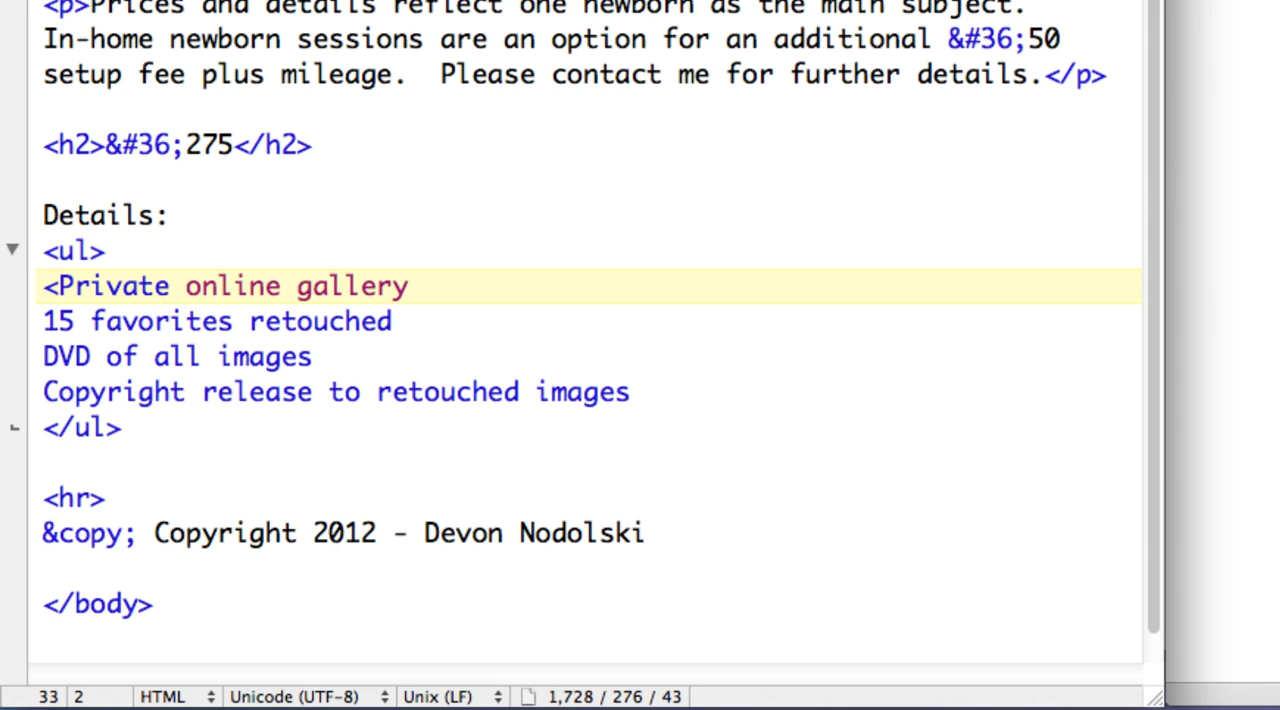 <p>Prices and details reflect one newborn as the main subject.
In-home newborn sessions are an option for an additional &#36;50
setup fee plus mileage.  Please contact me for further details.</p>
<h2>&#36;275</h2>
Details:
<ul>
<Private online gallery
15 favorites retouched
DVD of all images
Copyright release to retouched images
</ul>
<hr>
&copy; Copyright 2012 - Devon Nodolski
</body>
33 2 HTML Unicode (UTF-8) Unix (LF) 1,728 / 276 / 43